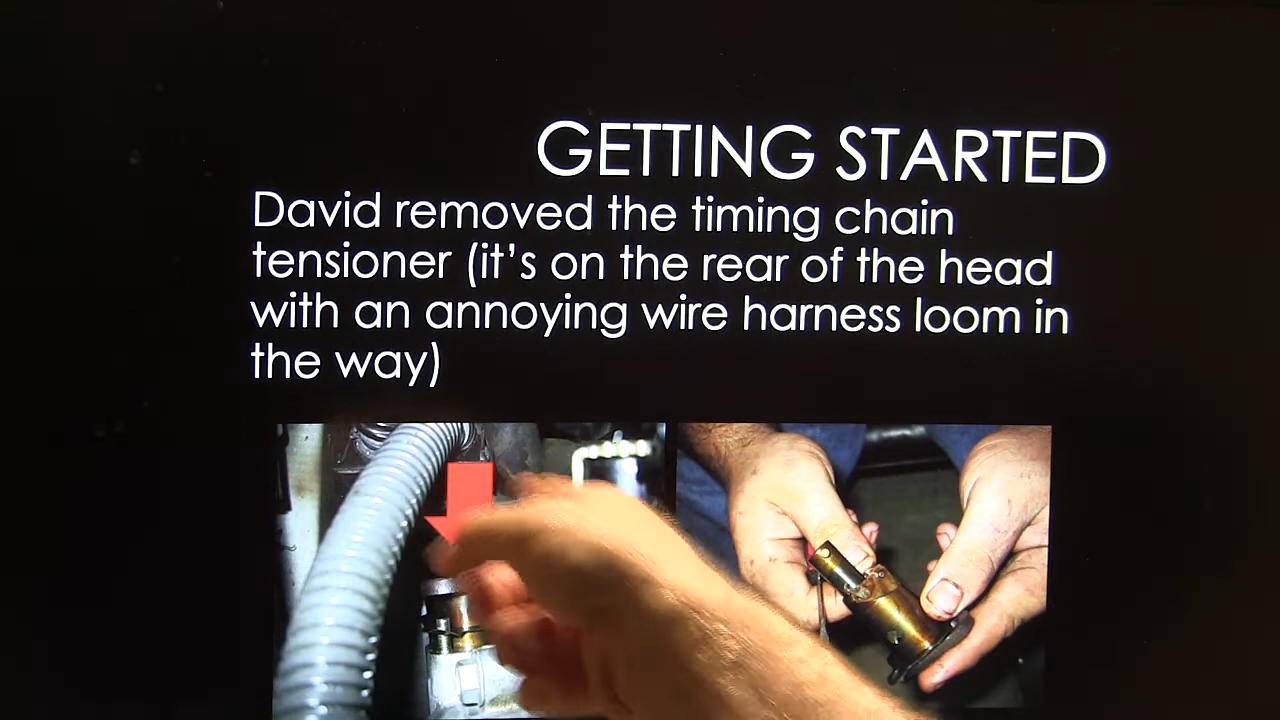 GETTING STARTED
David removed the timing chain
tensioner (it’s on the rear of the head
with an annoying wire harness loom in
the way)